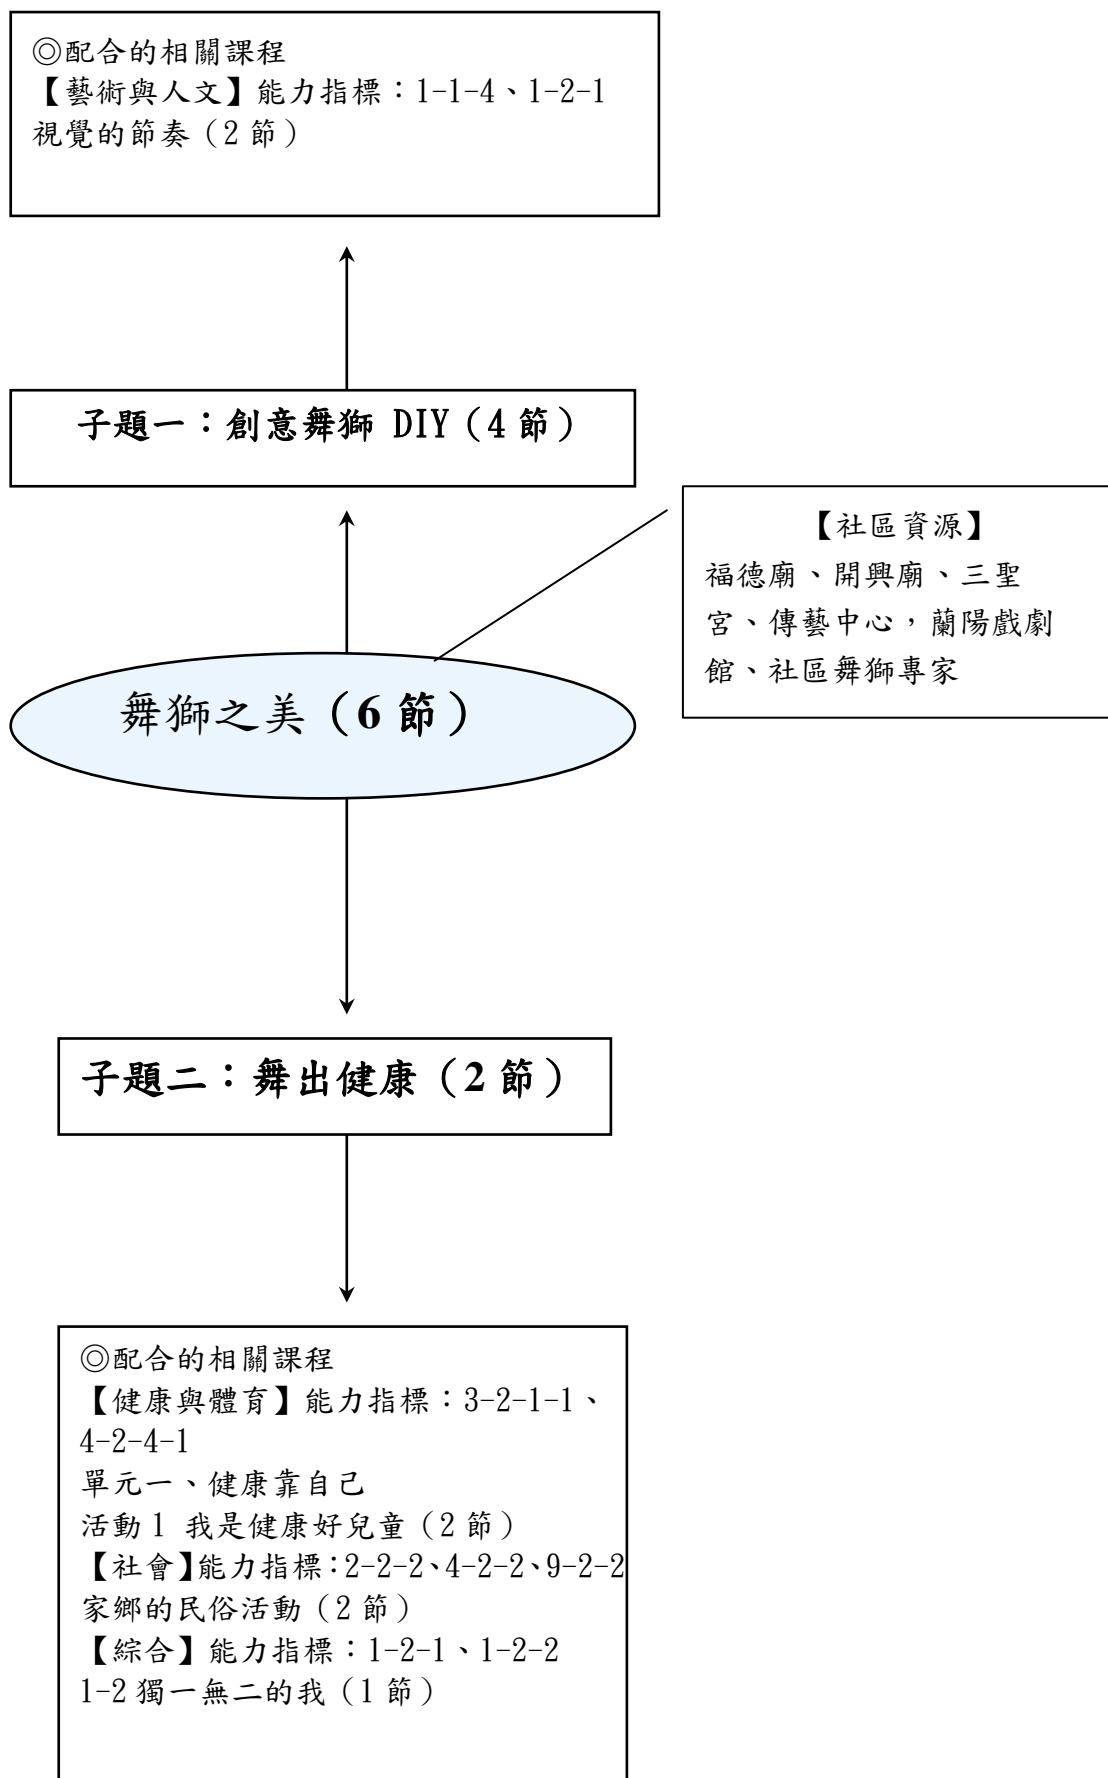 ◎配合的相關課程
【藝術與人文】能力指標：1-1-4、1-2-1
視覺的節奏（2 節）
子題一：創意舞獅 DIY（4 節）
【社區資源】
福德廟、開興廟、三聖
宮、傳藝中心，蘭陽戲劇
館、社區舞獅專家
舞獅之美（6 節）
子題二：舞出健康（2 節）
◎配合的相關課程
【健康與體育】能力指標：3-2-1-1、
4-2-4-1
單元一、健康靠自己
活動 1 我是健康好兒童（2 節）
【社會】能力指標：2-2-2、4-2-2、9-2-2
家鄉的民俗活動（2 節）
【綜合】能力指標：1-2-1、1-2-2
1-2 獨一無二的我（1 節）